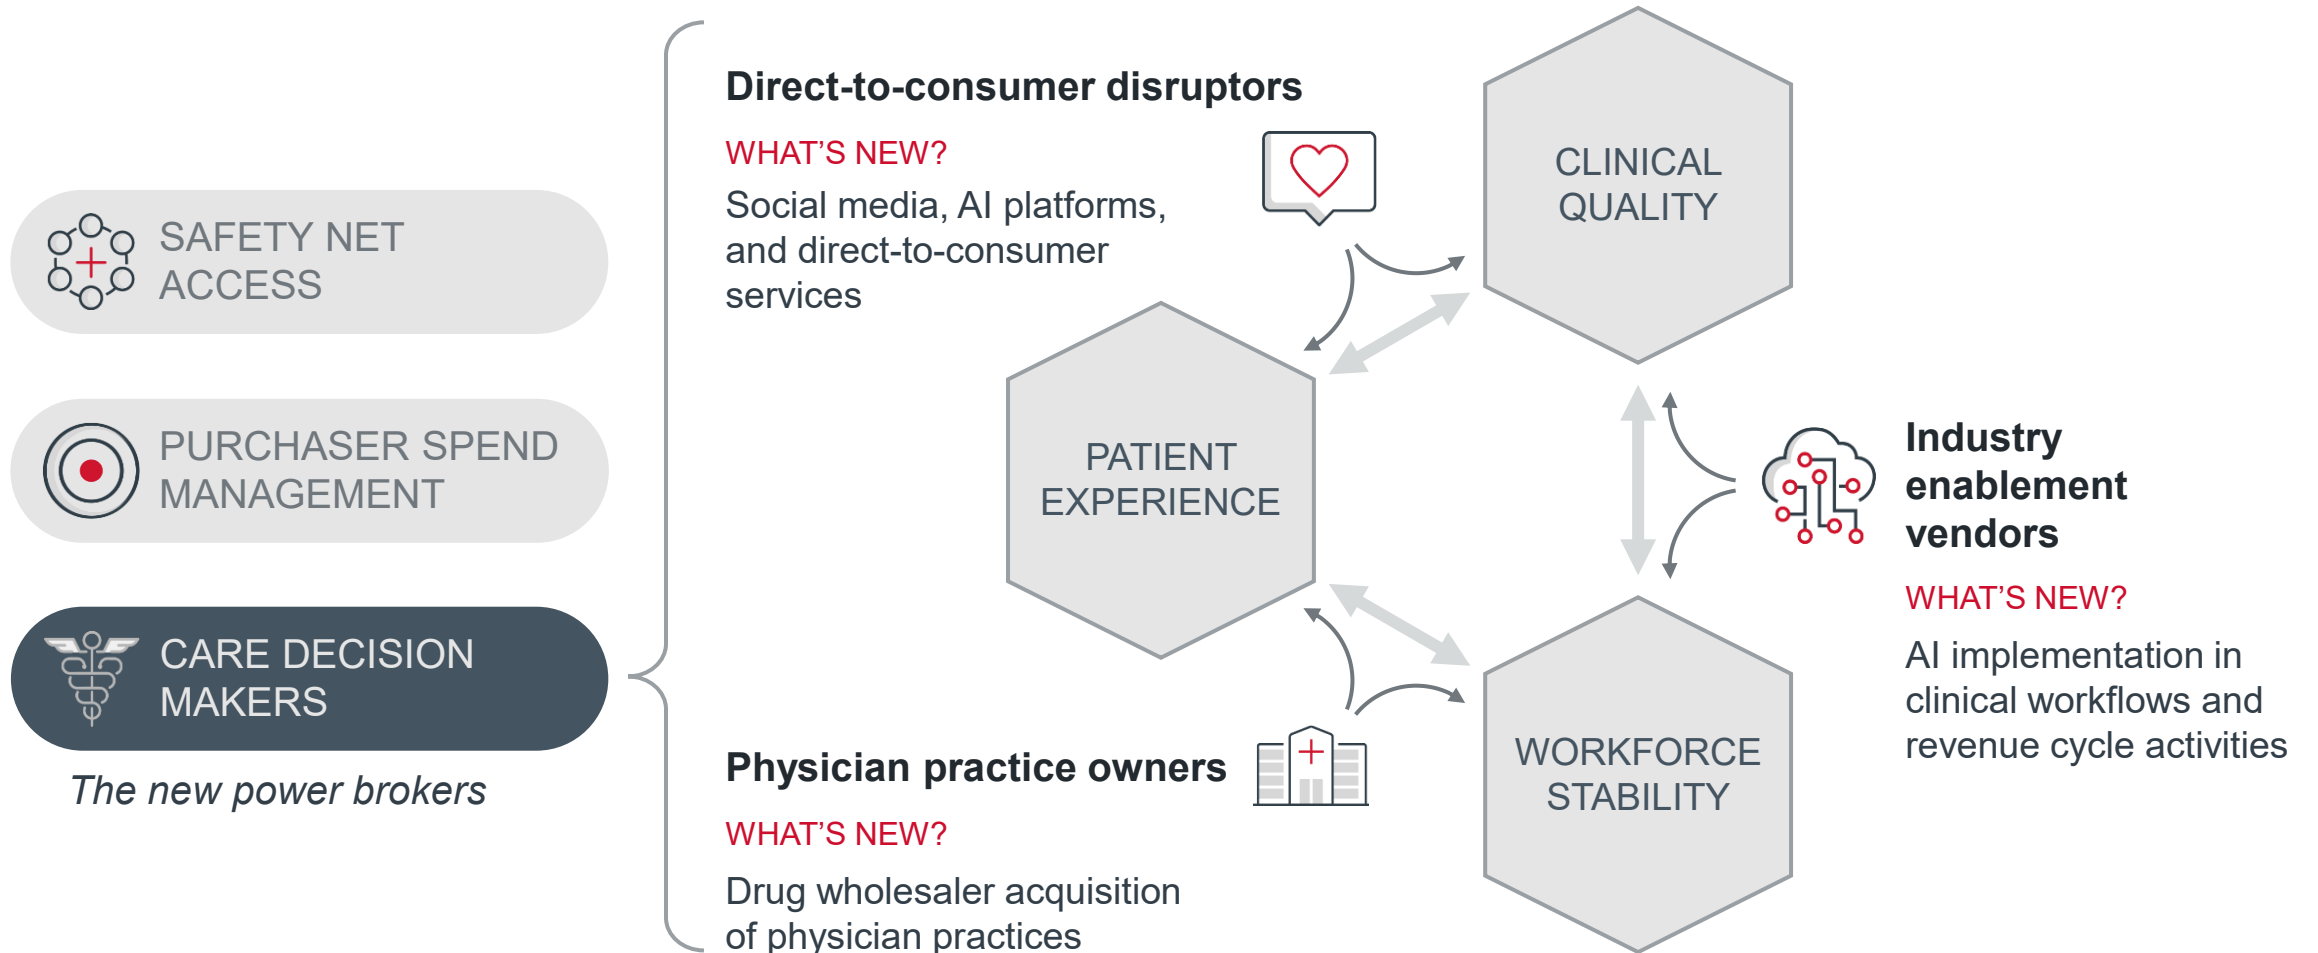 SAFETY NET
ACCESS
PURCHASER SPEND
MANAGEMENT
CARE DECISION
MAKERS
The new power brokers
Direct-to-consumer disruptors
WHAT’S NEW?
Social media, AI platforms,
and direct-to-consumer
services
CLINICAL
QUALITY
PATIENT
EXPERIENCE
Industry
enablement
vendors
WHAT’S NEW?
AI implementation in
clinical workflows and
revenue cycle activities
WORKFORCE
STABILITY
Physician practice owners
WHAT’S NEW?
Drug wholesaler acquisition
of physician practices